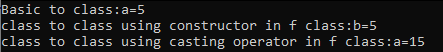 Basic to class:a=5
class to class using constructor in f class:b=5
class to class using casting operator in f class:a=15